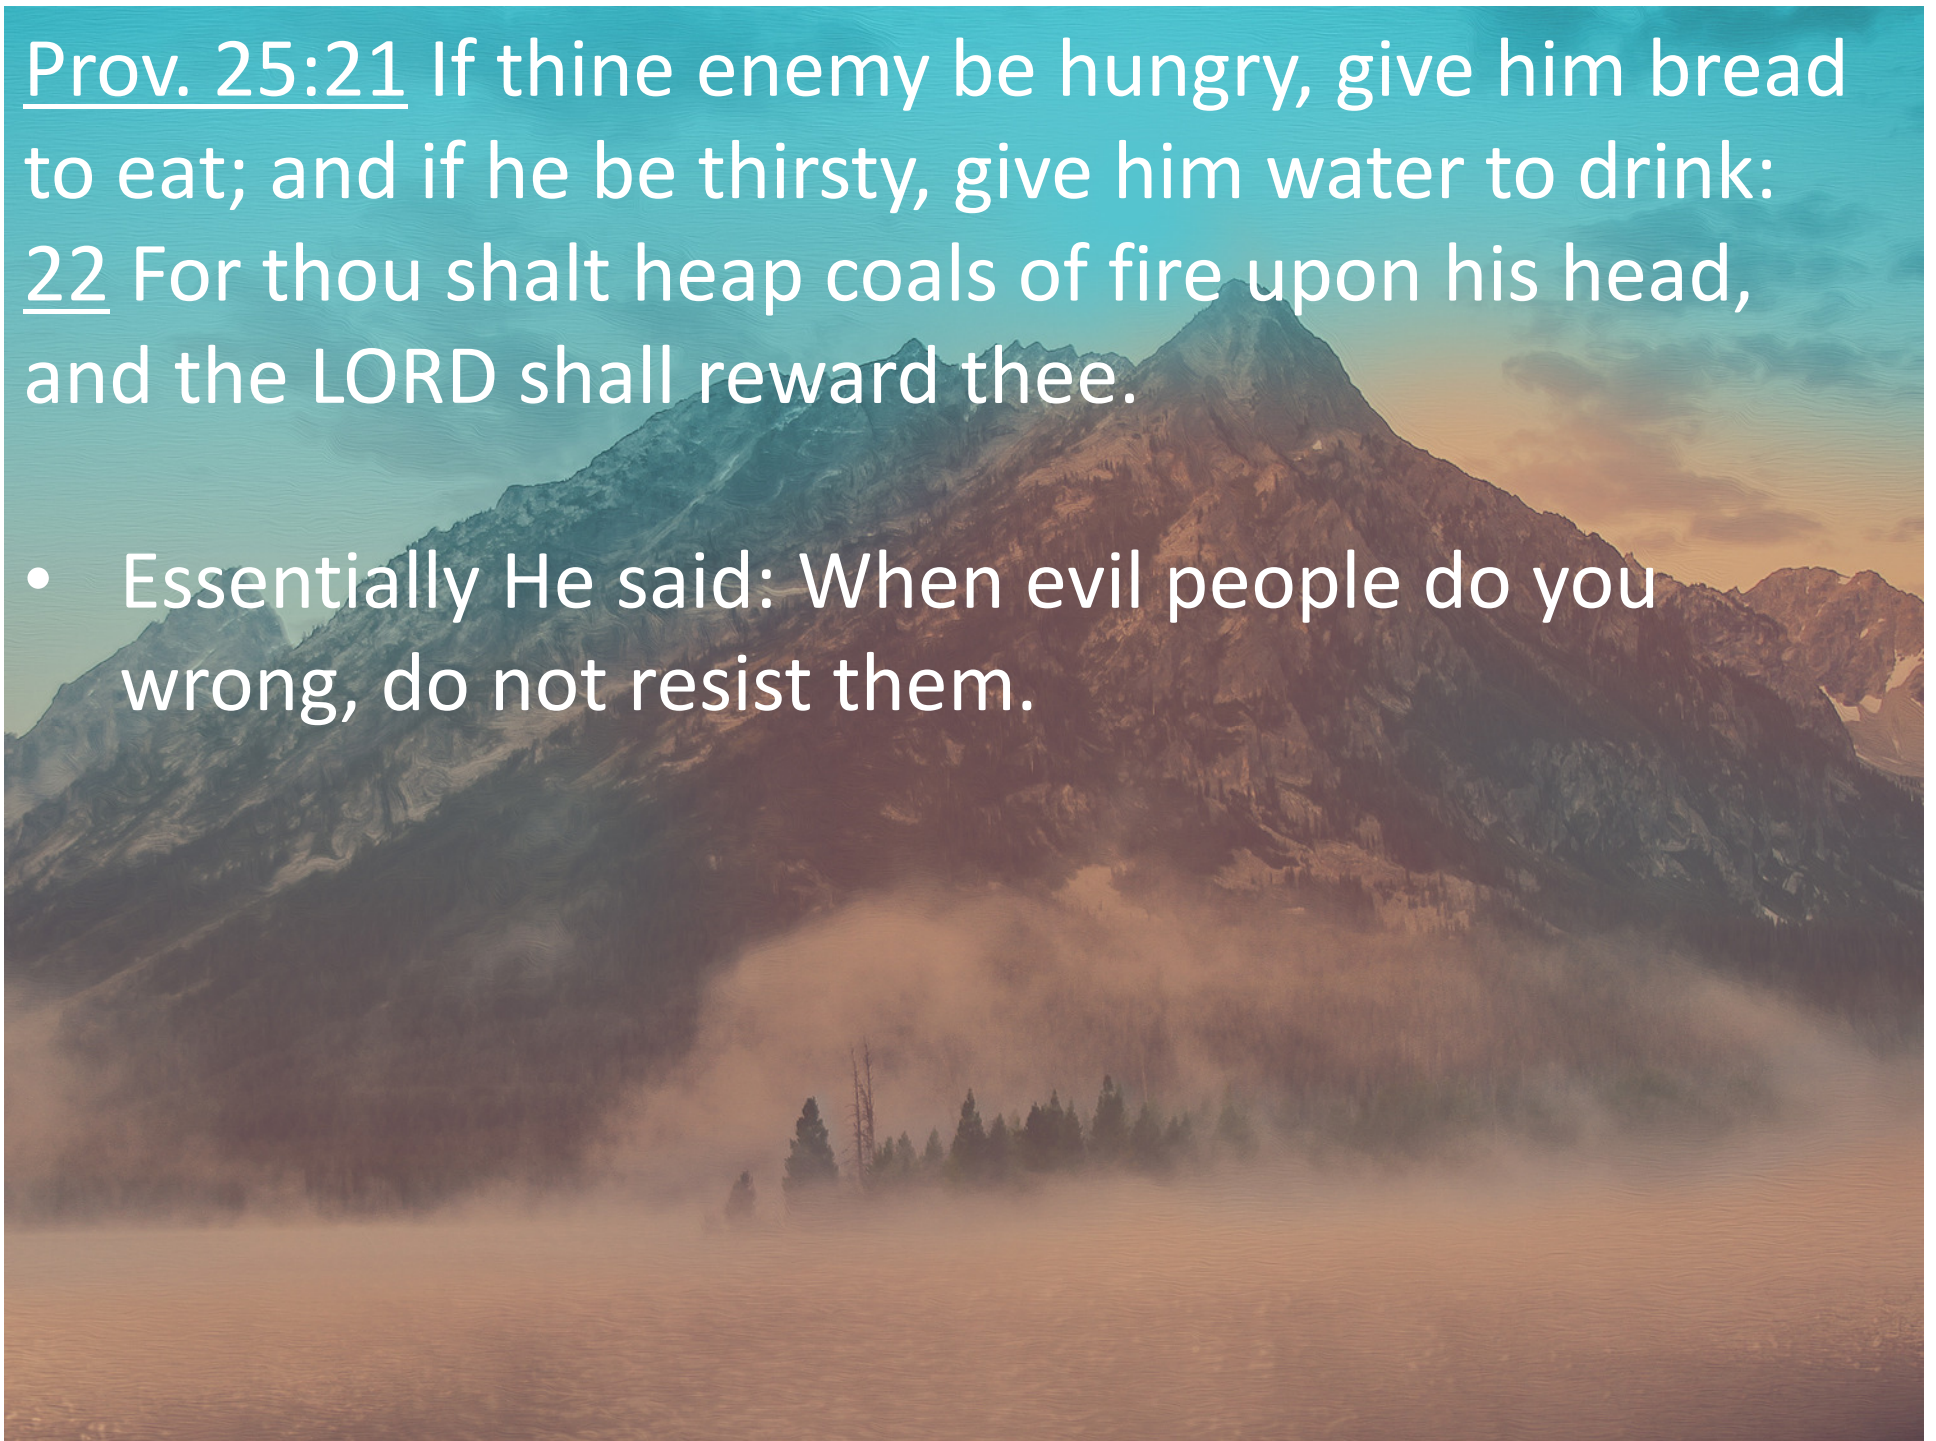 Prov. 25:21 If thine enemy be hungry, give him bread
to eat; and if he be thirsty, give him water to drink:
22 For thou shalt heap coals of fire upon his head,
and the LORD shall reward thee.
• Essentially He said: When evil people do you
wrong, do not resist them.